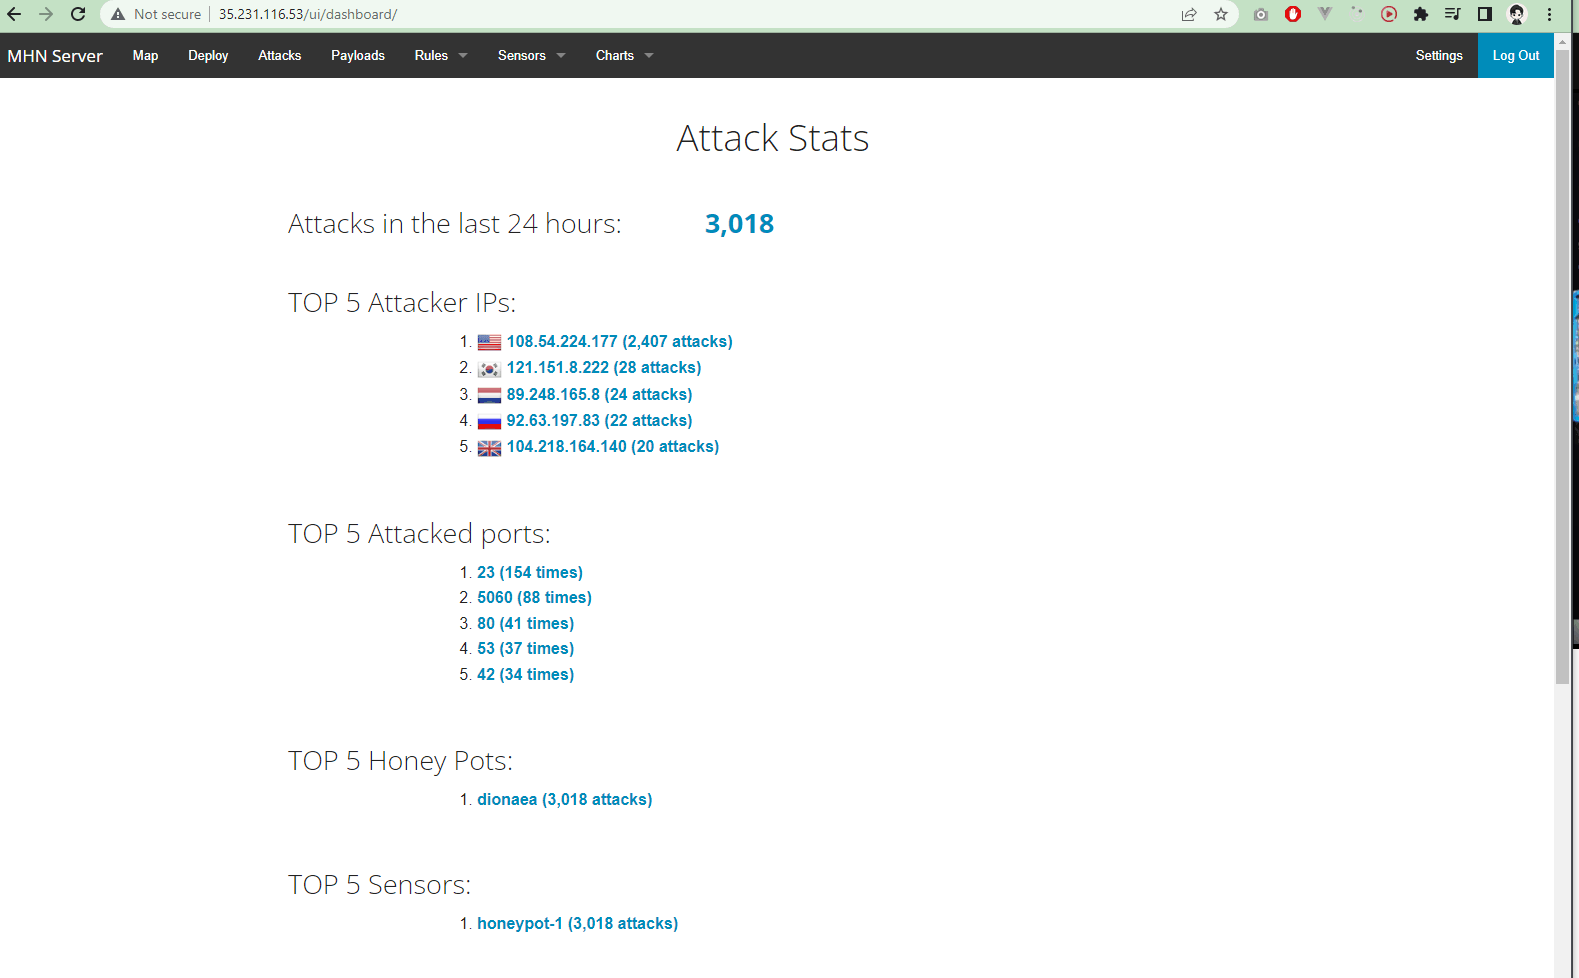 Not secure 35.231.116.53/ui/dashboard/
MHN Server Map Deploy Attacks Payloads Rules Sensors Charts Settings Log Out
Attack Stats
Attacks in the last 24 hours: 3,018
TOP 5 Attacker IPs:
1. 108.54.224.177 (2,407 attacks)
2. 121.151.8.222 (28 attacks)
3. 89.248.165.8 (24 attacks)
4. 92.63.197.83 (22 attacks)
5. 104.218.164.140 (20 attacks)
TOP 5 Attacked ports:
1. 23 (154 times)
2. 5060 (88 times)
3. 80 (41 times)
4. 53 (37 times)
5. 42 (34 times)
TOP 5 Honey Pots:
1. dionaea (3,018 attacks)
TOP 5 Sensors:
1. honeypot-1 (3,018 attacks)